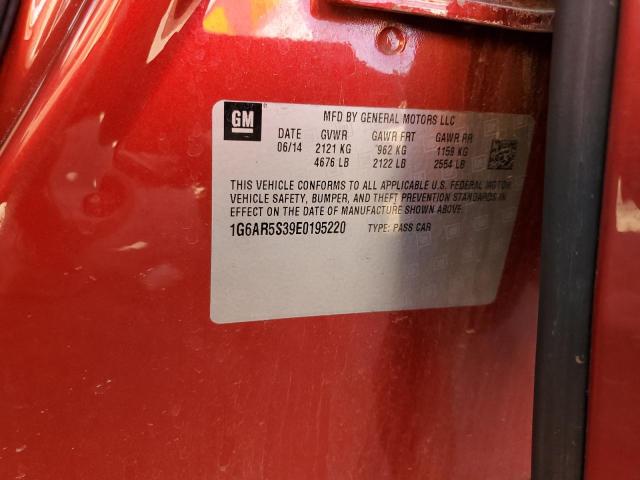 GM
MFD BY GENERAL MOTORS LLC
DATE GVWR GAWR FRT GAWR RR
06/14 2121 KG 962 KG 1159 KG
4676 LB 2122 LB 2554 LB
THIS VEHICLE CONFORMS TO ALL APPLICABLE U.S. FEDERAL MOTOR
VEHICLE SAFETY, BUMPER, AND THEFT PREVENTION STANDARDS IN
EFFECT ON THE DATE OF MANUFACTURE SHOWN ABOVE.
1G6AR5S39E0195220 TYPE: PASS CAR